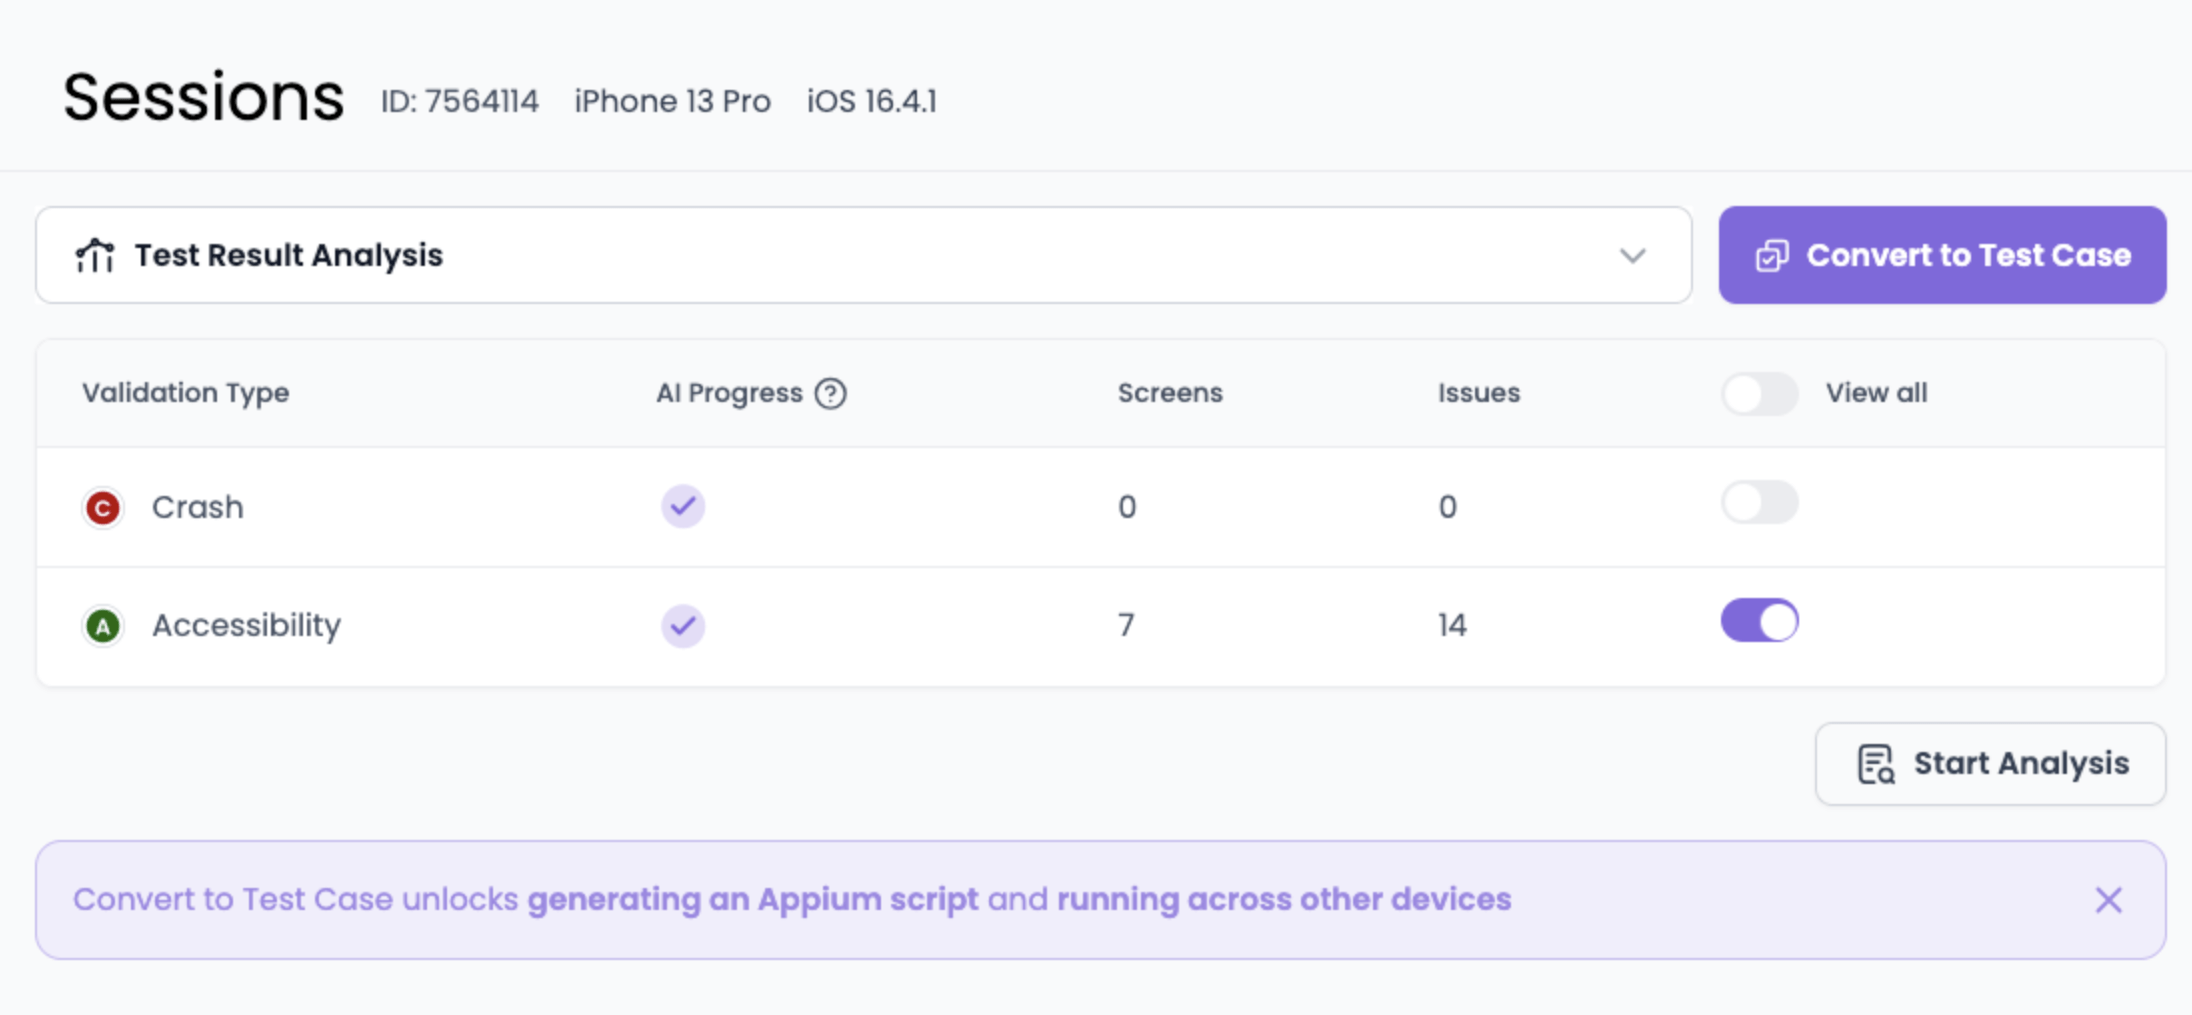 Sessions ID: 7564114 iPhone 13 Pro iOS 16.4.1
Test Result Analysis
Convert to Test Case
Validation Type AI Progress ? Screens Issues View all
C Crash 0 0
A Accessibility 7 14
Start Analysis
Convert to Test Case unlocks generating an Appium script and running across other devices